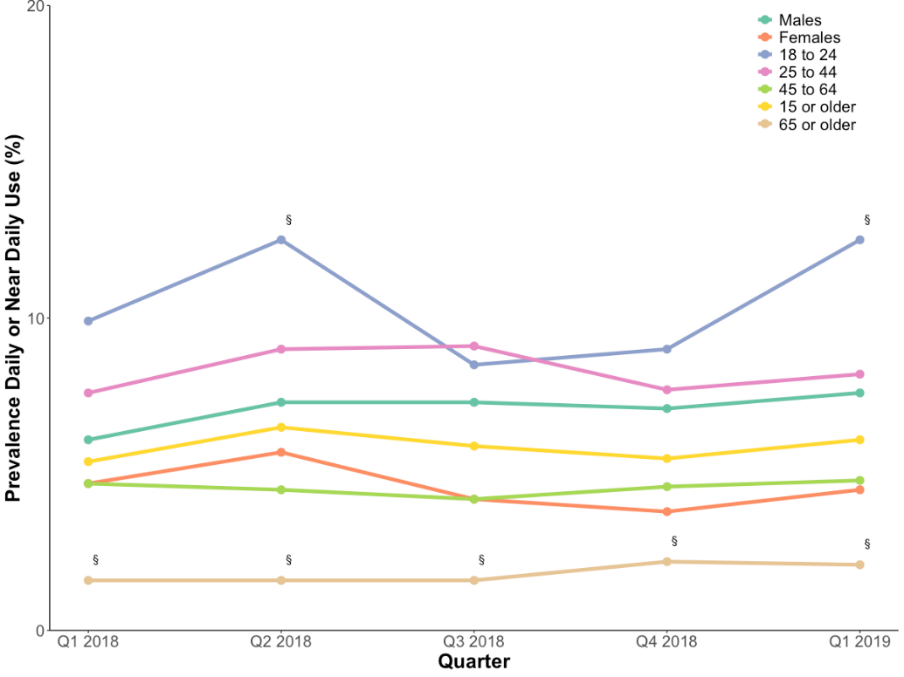 20
Males
Females
18 to 24
25 to 44
45 to 64
15 or older
65 or older
Prevalence Daily or Near Daily Use (%)
§ §
10
§ § § § §
0
Q1 2018 Q2 2018 Q3 2018 Q4 2018 Q1 2019
Quarter